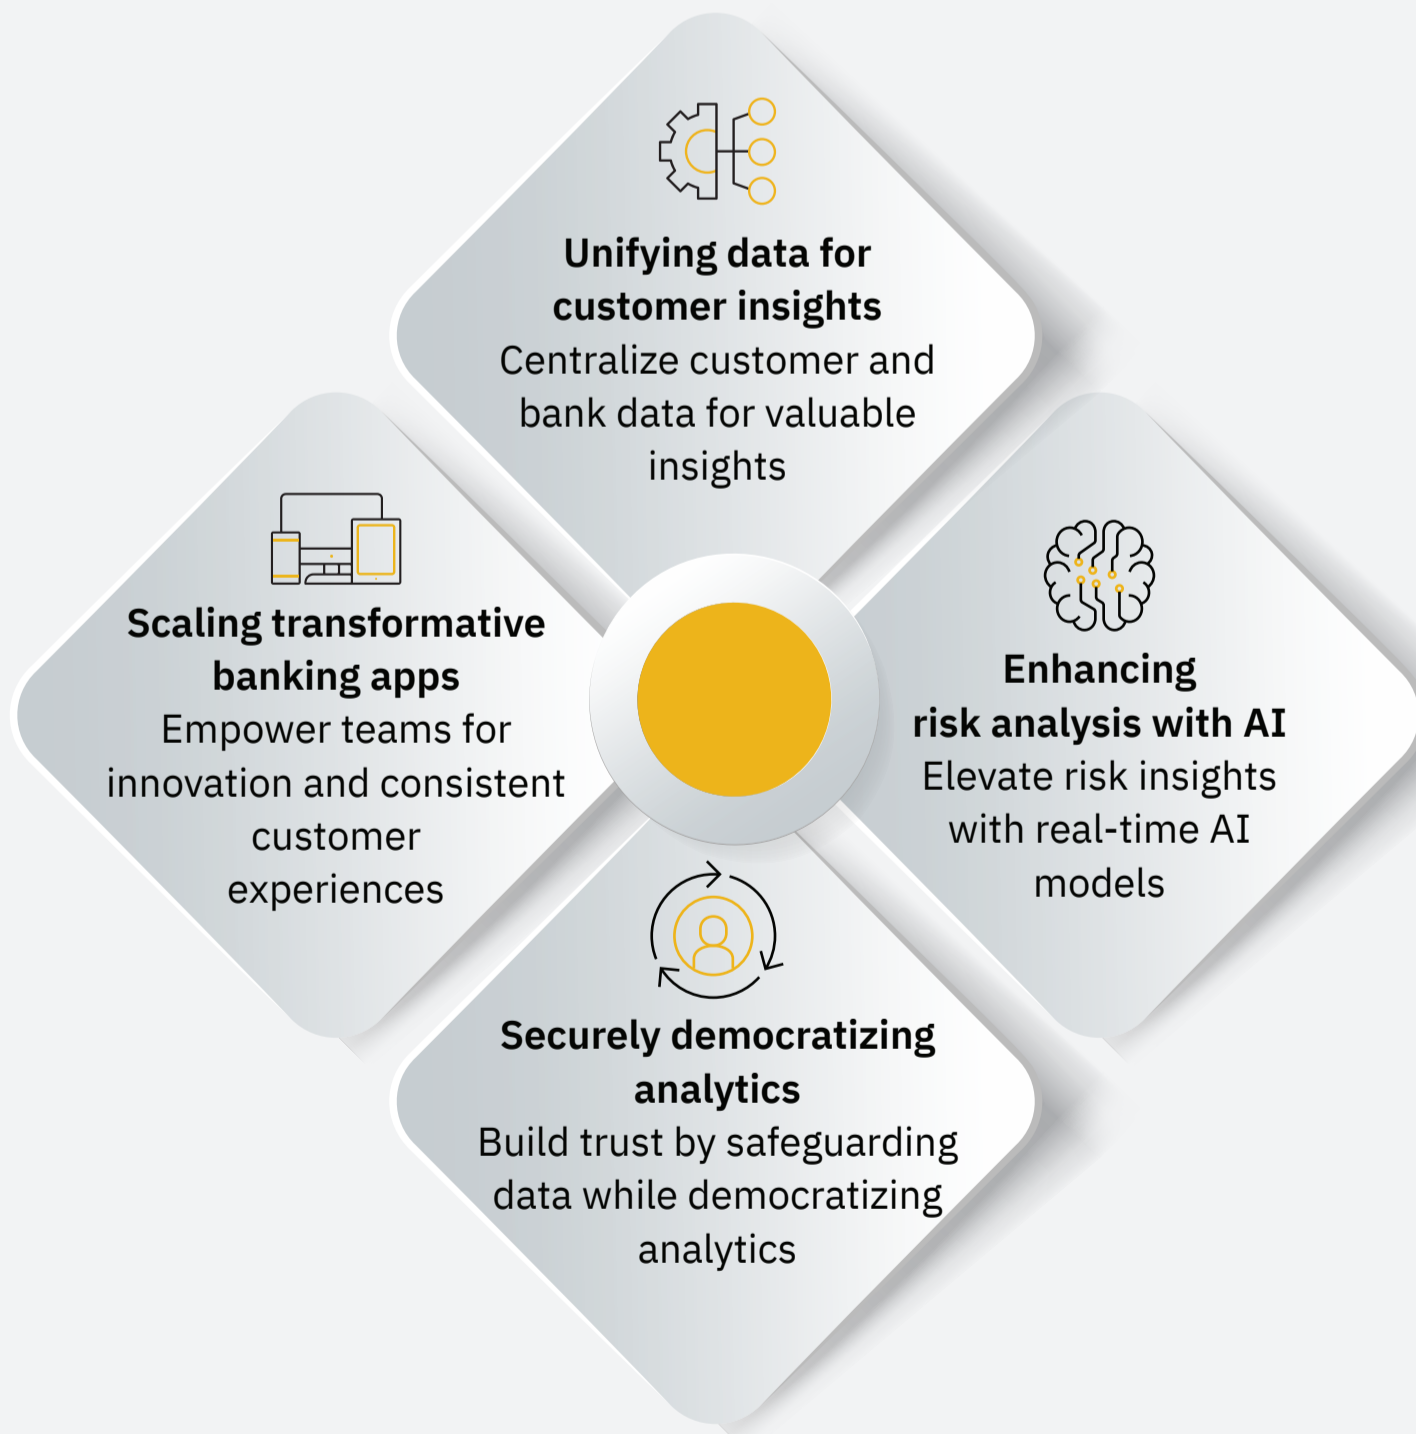 Unifying data for
customer insights
Centralize customer and
bank data for valuable
insights
Scaling transformative
banking apps
Empower teams for
innovation and consistent
customer
experiences
Enhancing
risk analysis with AI
Elevate risk insights
with real-time AI
models
Securely democratizing
analytics
Build trust by safeguarding
data while democratizing
analytics